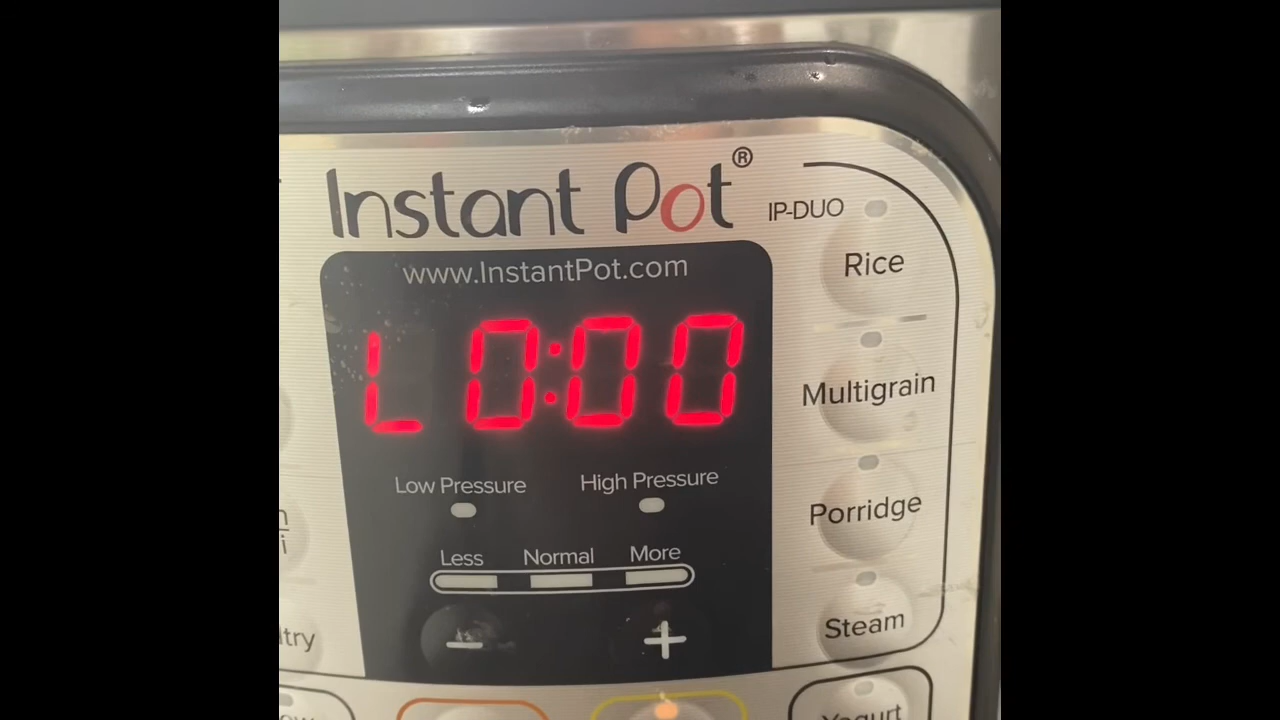 Instant Pot®
IP-DUO
www.InstantPot.com
L0:00
Low Pressure
High Pressure
Less
Normal
More
−
+
Rice
Multigrain
Porridge
Steam